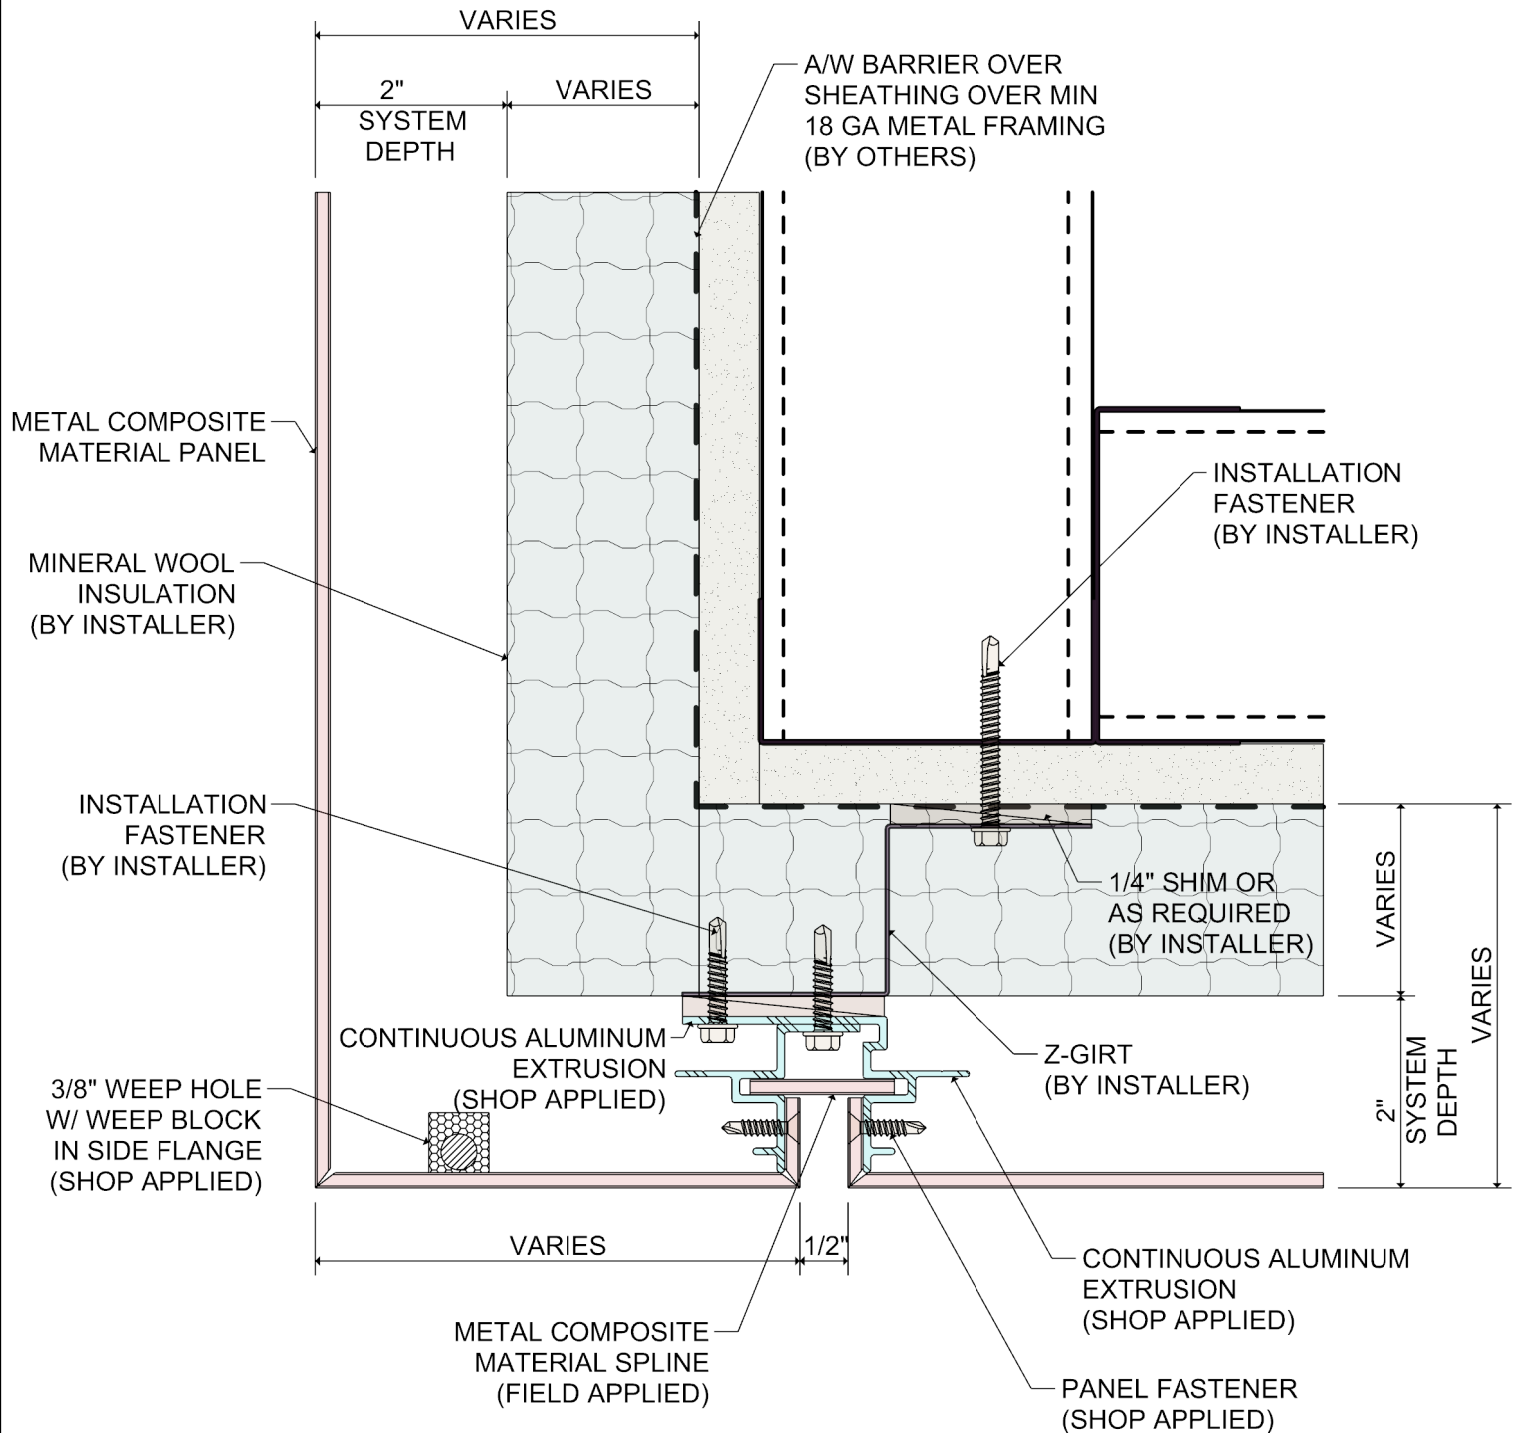 VARIES
2"
SYSTEM
DEPTH
VARIES
A/W BARRIER OVER
SHEATHING OVER MIN
18 GA METAL FRAMING
(BY OTHERS)
METAL COMPOSITE
MATERIAL PANEL
INSTALLATION
FASTENER
(BY INSTALLER)
MINERAL WOOL
INSULATION
(BY INSTALLER)
INSTALLATION
FASTENER
(BY INSTALLER)
1/4" SHIM OR
AS REQUIRED
(BY INSTALLER)
VARIES
VARIES
CONTINUOUS ALUMINUM
EXTRUSION
(SHOP APPLIED)
Z-GIRT
(BY INSTALLER)
2"
SYSTEM
DEPTH
3/8" WEEP HOLE
W/ WEEP BLOCK
IN SIDE FLANGE
(SHOP APPLIED)
VARIES
1/2"
CONTINUOUS ALUMINUM
EXTRUSION
(SHOP APPLIED)
METAL COMPOSITE
MATERIAL SPLINE
(FIELD APPLIED)
PANEL FASTENER
(SHOP APPLIED)